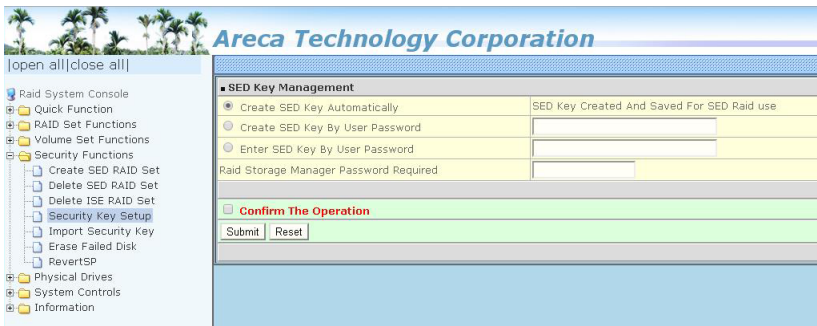 Areca Technology Corporation
|open all|close all|
Raid System Console
Quick Function
RAID Set Functions
Volume Set Functions
Security Functions
Create SED RAID Set
Delete SED RAID Set
Delete ISE RAID Set
Security Key Setup
Import Security Key
Erase Failed Disk
RevertSP
Physical Drives
System Controls
Information
SED Key Management
Create SED Key Automatically SED Key Created And Saved For SED Raid use
Create SED Key By User Password
Enter SED Key By User Password
Raid Storage Manager Password Required
Confirm The Operation
Submit Reset